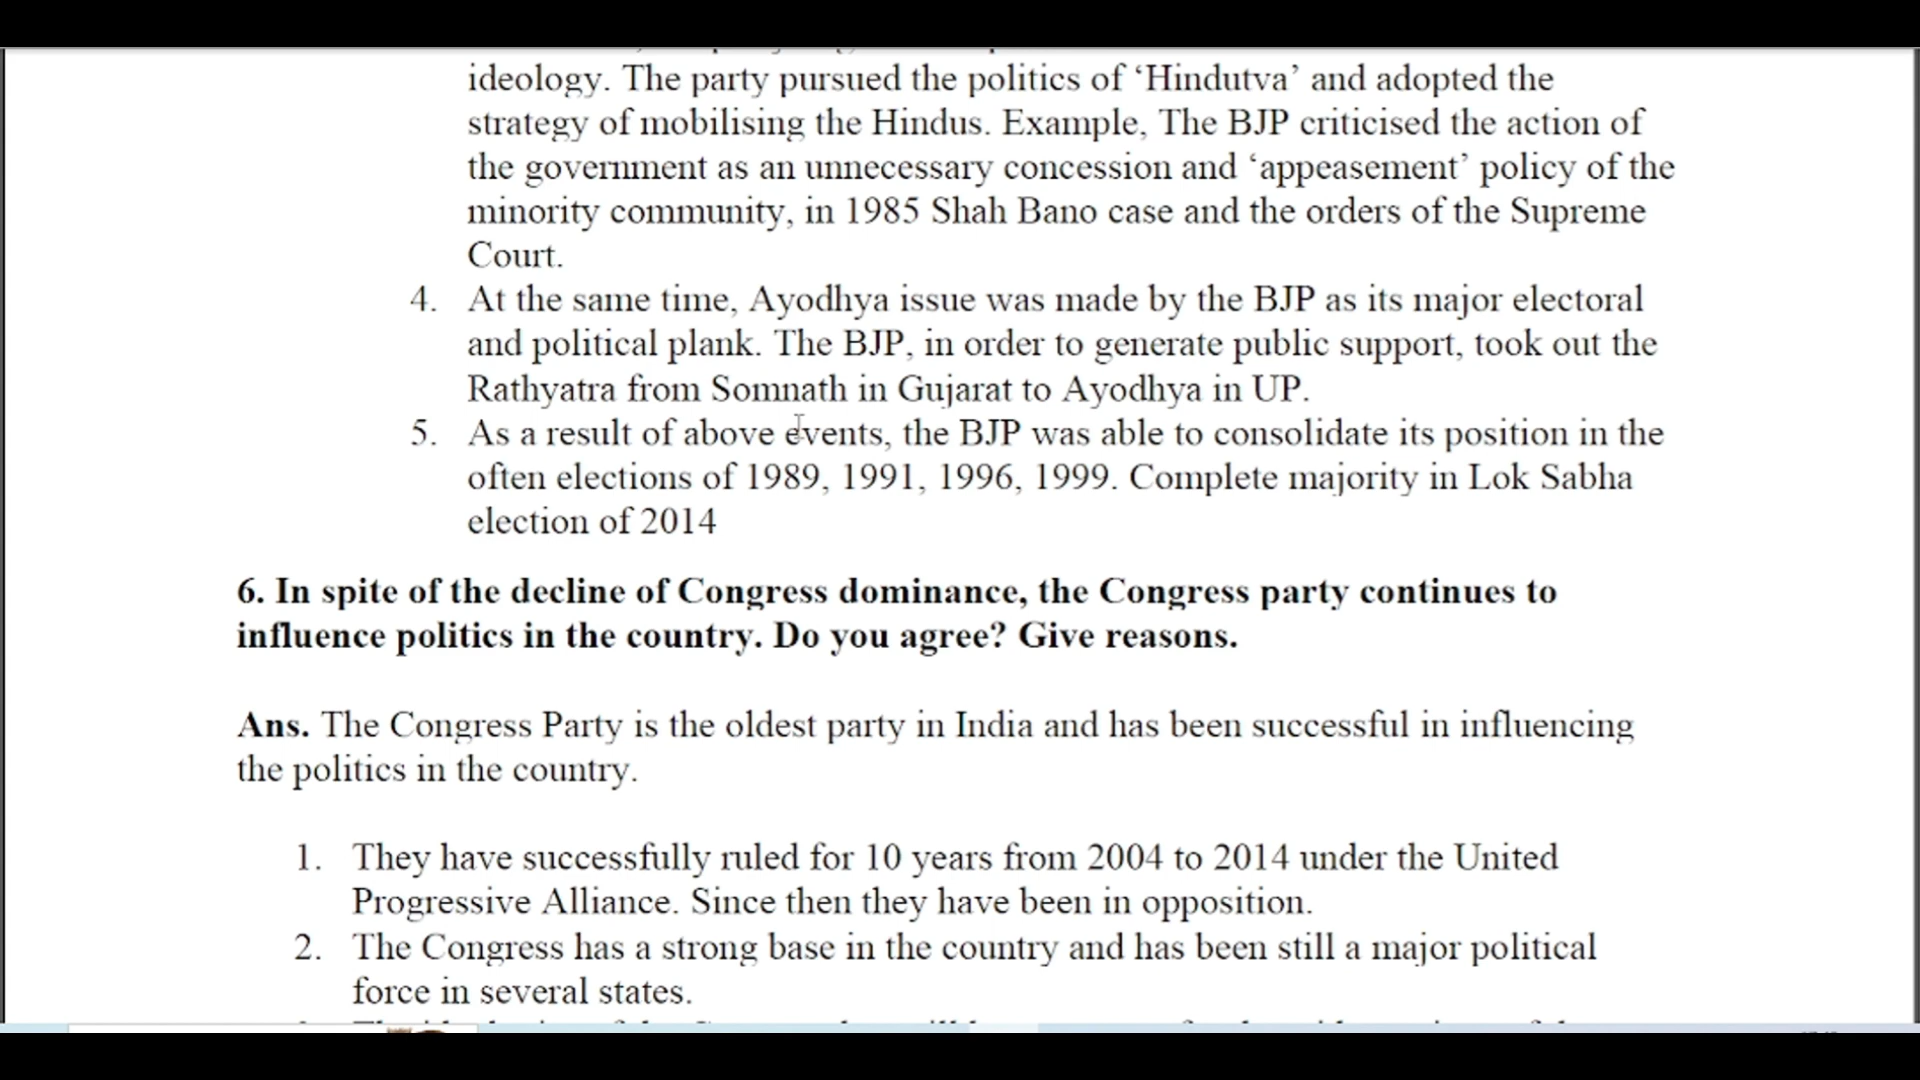 ideology. The party pursued the politics of ‘Hindutva’ and adopted the
strategy of mobilising the Hindus. Example, The BJP criticised the action of
the government as an unnecessary concession and ‘appeasement’ policy of the
minority community, in 1985 Shah Bano case and the orders of the Supreme
Court.
4. At the same time, Ayodhya issue was made by the BJP as its major electoral
and political plank. The BJP, in order to generate public support, took out the
Rathyatra from Somnath in Gujarat to Ayodhya in UP.
5. As a result of above events, the BJP was able to consolidate its position in the
often elections of 1989, 1991, 1996, 1999. Complete majority in Lok Sabha
election of 2014
6. In spite of the decline of Congress dominance, the Congress party continues to
influence politics in the country. Do you agree? Give reasons.
Ans. The Congress Party is the oldest party in India and has been successful in influencing
the politics in the country.
1. They have successfully ruled for 10 years from 2004 to 2014 under the United
Progressive Alliance. Since then they have been in opposition.
2. The Congress has a strong base in the country and has been still a major political
force in several states.